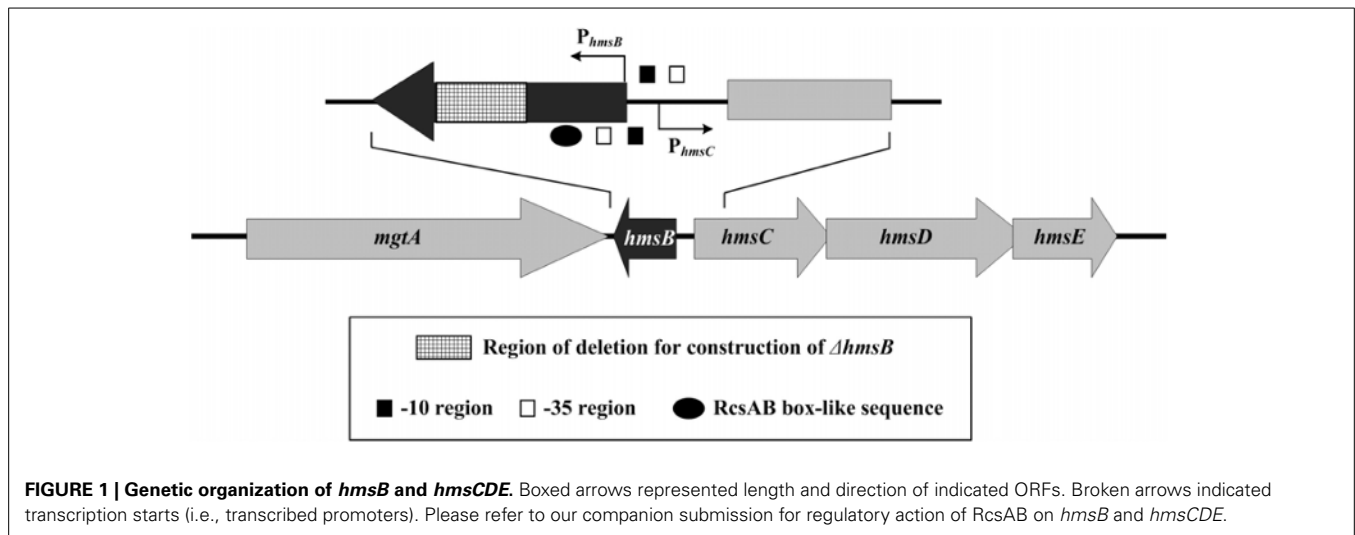 P hmsB
P hmsC
mgtA
hmsB
hmsC
hmsD
hmsE
Region of deletion for construction of ΔhmsB
-10 region
-35 region
RcsAB box-like sequence
FIGURE 1 | Genetic organization of hmsB and hmsCDE. Boxed arrows represented length and direction of indicated ORFs. Broken arrows indicated
transcription starts (i.e., transcribed promoters). Please refer to our companion submission for regulatory action of RcsAB on hmsB and hmsCDE.